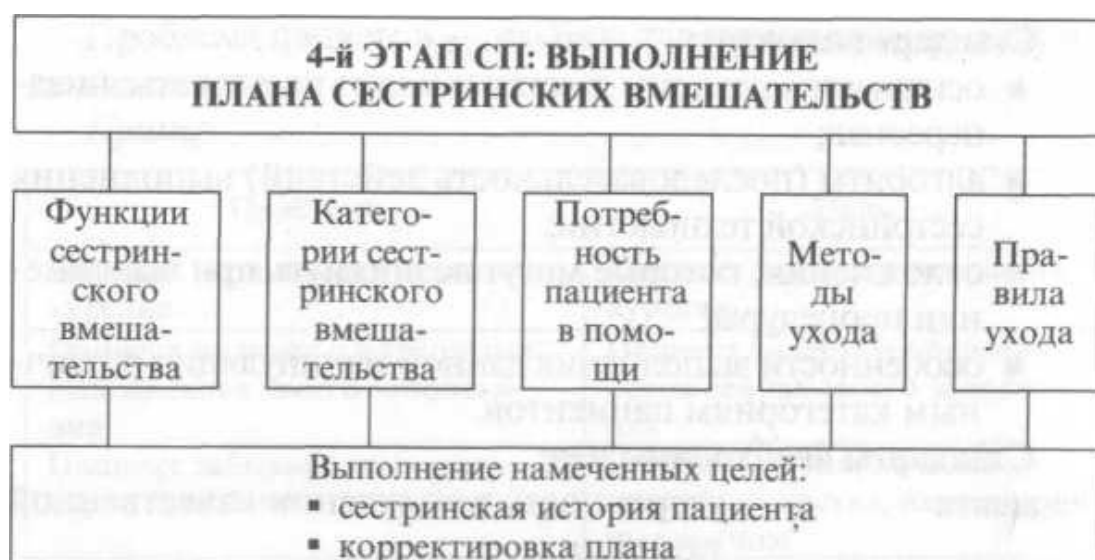 4-й ЭТАП СП: ВЫПОЛНЕНИЕ
ПЛАНА СЕСТРИНСКИХ ВМЕШАТЕЛЬСТВ
Функции
сестрин-
ского
вмеша-
тельства
Катего-
рии сест-
ринского
вмеша-
тельства
Потреб-
ность
пациента
в помо-
щи
Мето-
ды
ухода
Пра-
вила
ухода
Выполнение намеченных целей:
▪ сестринская история пациента
▪ корректировка плана